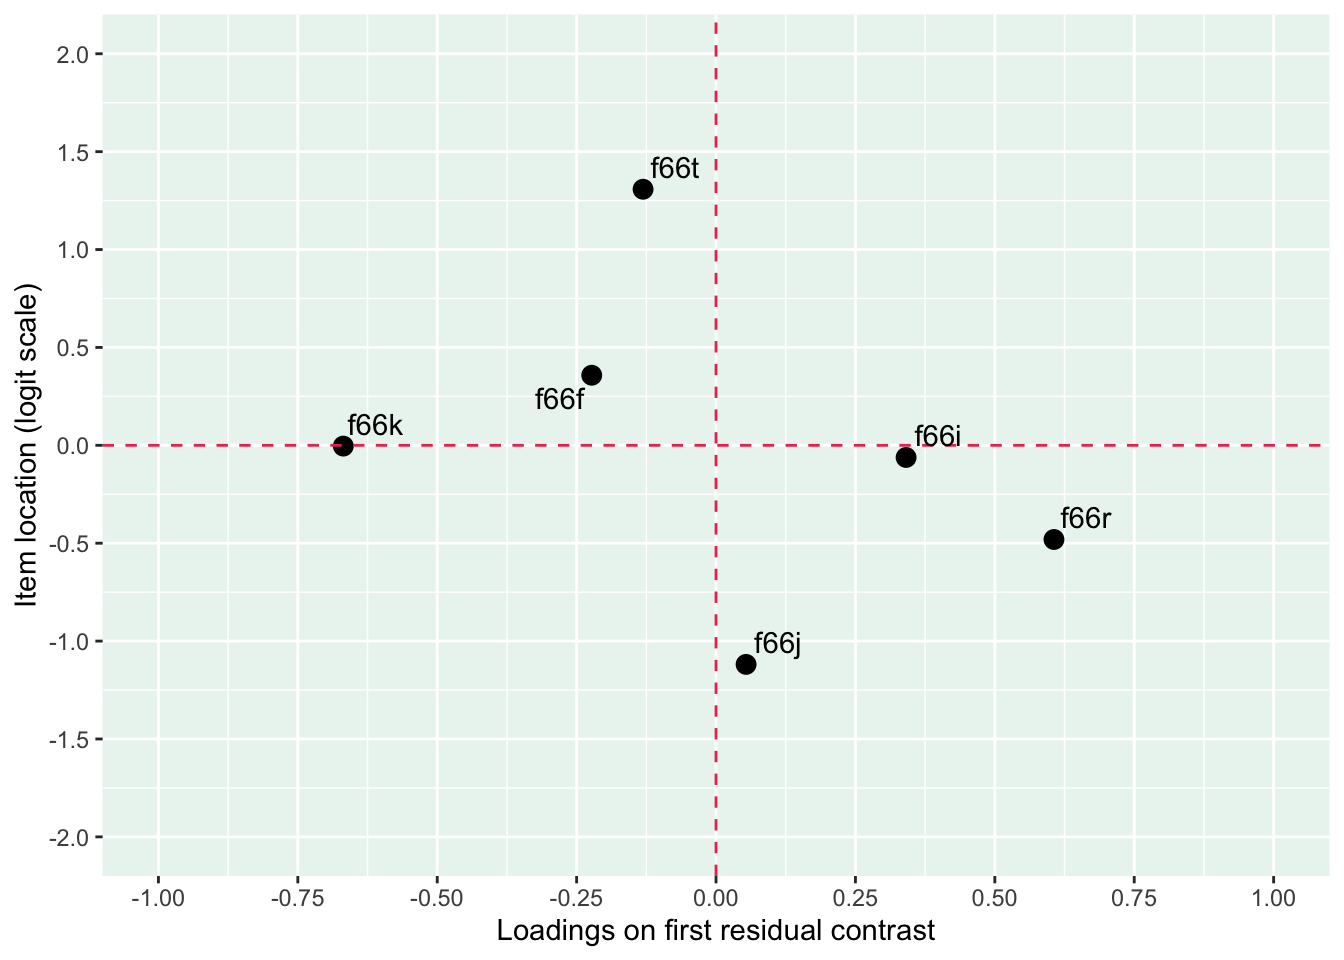 2.0
1.5
1.0
0.5
0.0
-0.5
-1.0
-1.5
-2.0
Item location (logit scale)
f66t
f66f
f66k
f66i
f66r
f66j
-1.00 -0.75 -0.50 -0.25 0.00 0.25 0.50 0.75 1.00
Loadings on first residual contrast